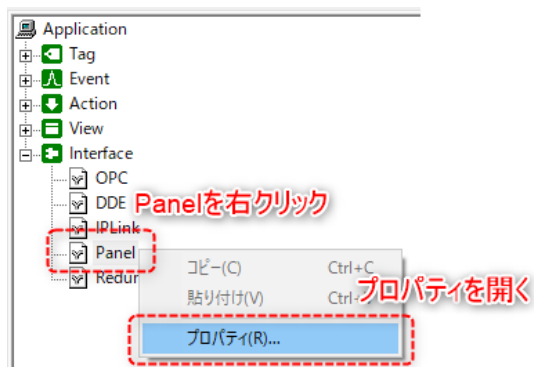 Application
Tag
Event
Action
View
Interface
OPC
DDE
Panelを右クリック
IPLink
Panel
コピー(C) Ctrl+C
Redun
プロパティを開く
貼り付け(V) Ctrl+
プロパティ(R)...